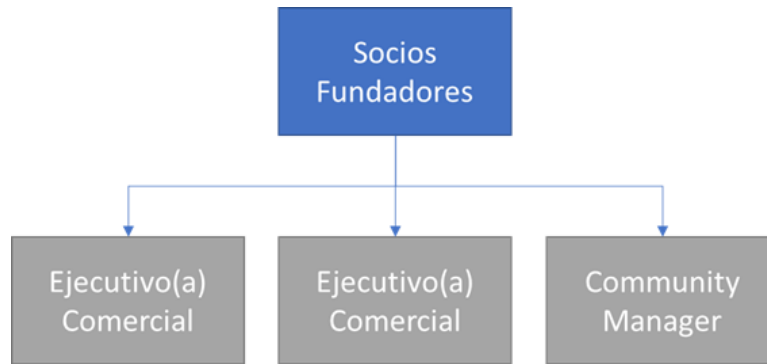 Socios
Fundadores
Ejecutivo(a)
Comercial
Ejecutivo(a)
Comercial
Community
Manager